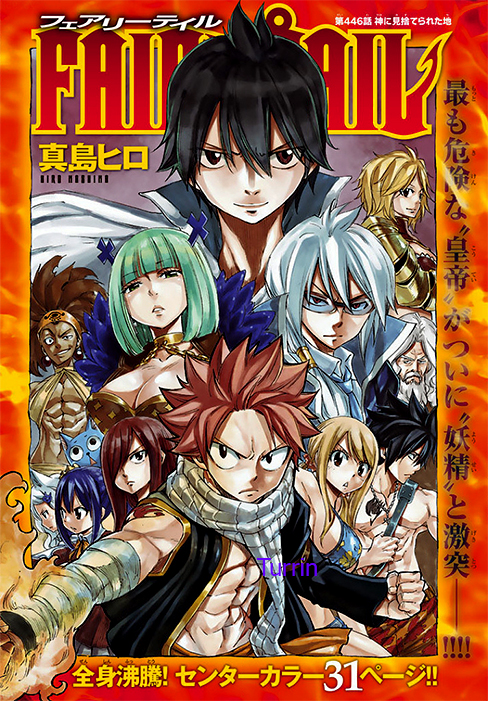 フェアリーテイル
第446話 神に見捨てられた地
FAIRY TAIL
真島ヒロ
HIRO MASHIMA
最も危険な〝皇帝〟がついに〝妖精〟と激突――!!!!
Turrin
全身沸騰! センターカラー31ページ!!